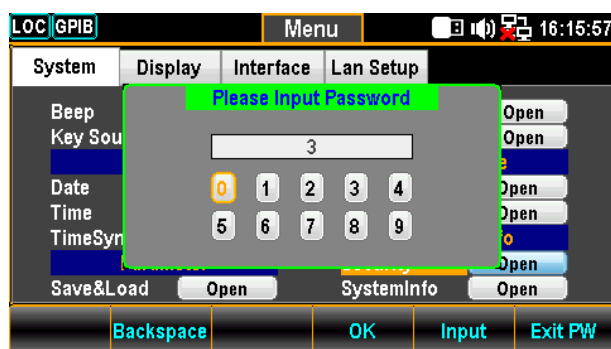 LOC GPIB Menu 16:15:57
System Display Interface Lan Setup
Please Input Password
Beep Open
Key Sou Open
3
0 1 2 3 4
Date Open
Time Open
5 6 7 8 9
TimeSyn
Security Open
Save&Load Open SystemInfo Open
Backspace OK Input Exit PW